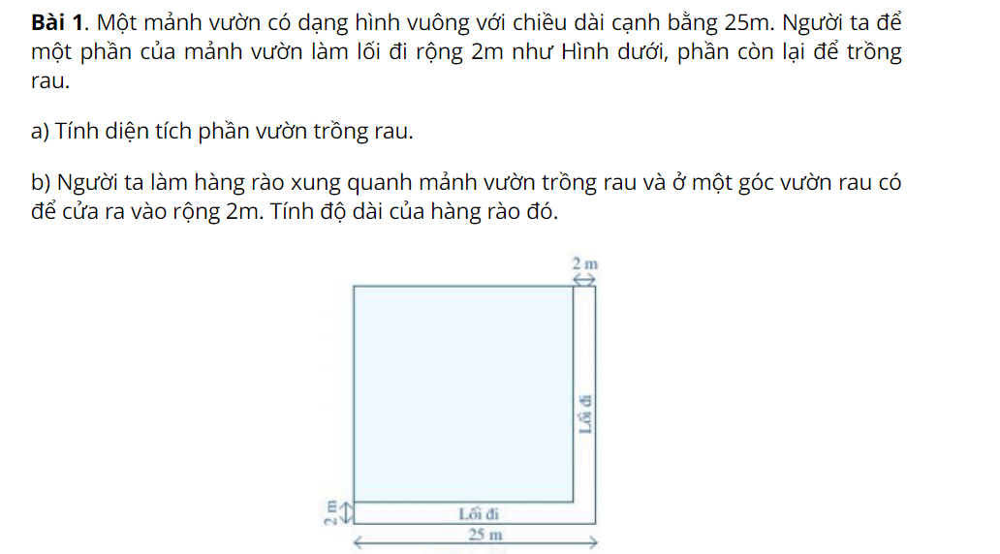 Bài 1. Một mảnh vườn có dạng hình vuông với chiều dài cạnh bằng 25m. Người ta để
một phần của mảnh vườn làm lối đi rộng 2m như Hình dưới, phần còn lại để trồng
rau.
a) Tính diện tích phần vườn trồng rau.
b) Người ta làm hàng rào xung quanh mảnh vườn trồng rau và ở một góc vườn rau có
để cửa ra vào rộng 2m. Tính độ dài của hàng rào đó.
2 m
Lối đi
2 m
Lối đi
25 m